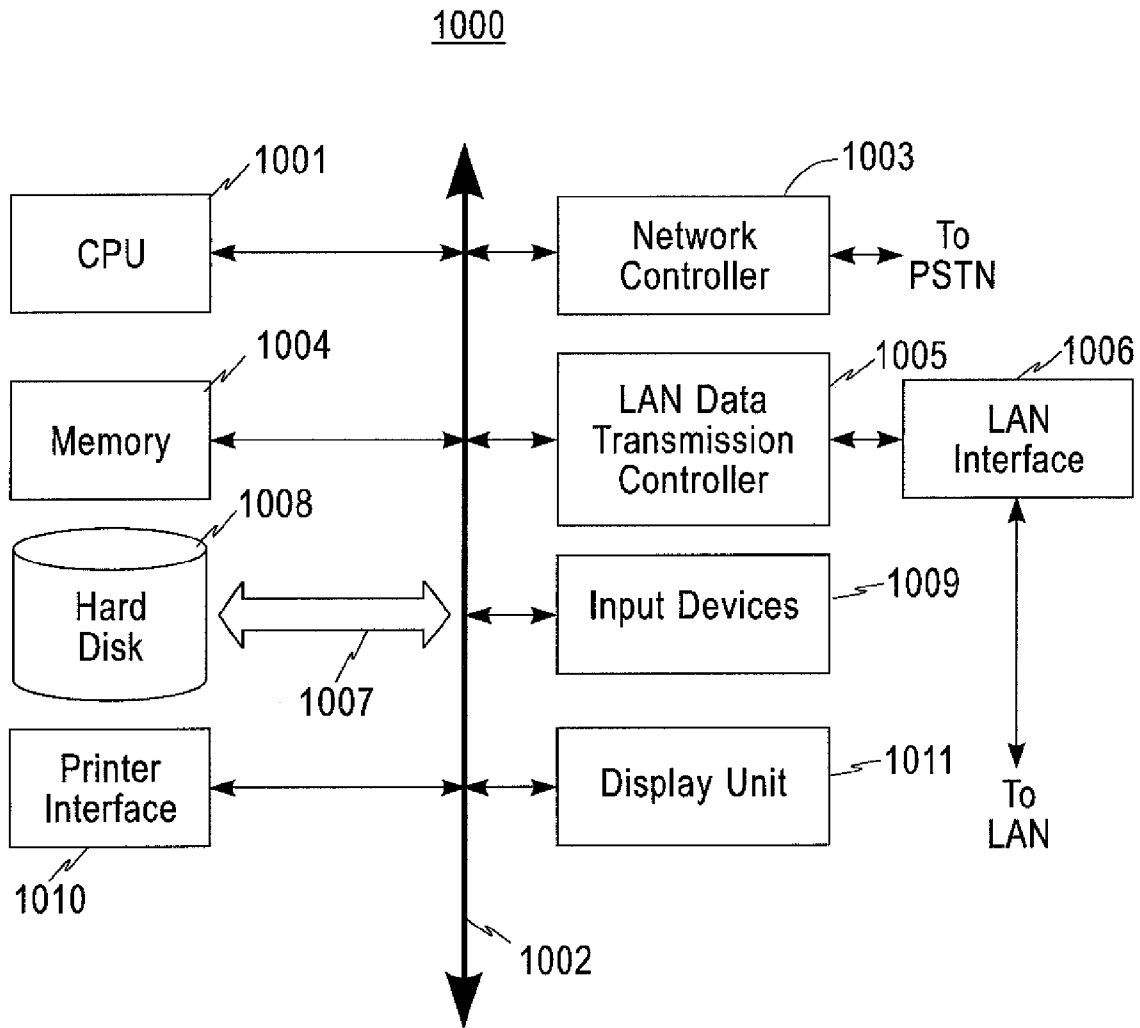 1000
1001
CPU
1003
Network
Controller
To
PSTN
1004
Memory
1005
LAN Data
Transmission
Controller
1006
LAN
Interface
1008
Hard
Disk
1007
Input Devices
1009
Printer
Interface
1010
Display Unit
1011
To
LAN
1002